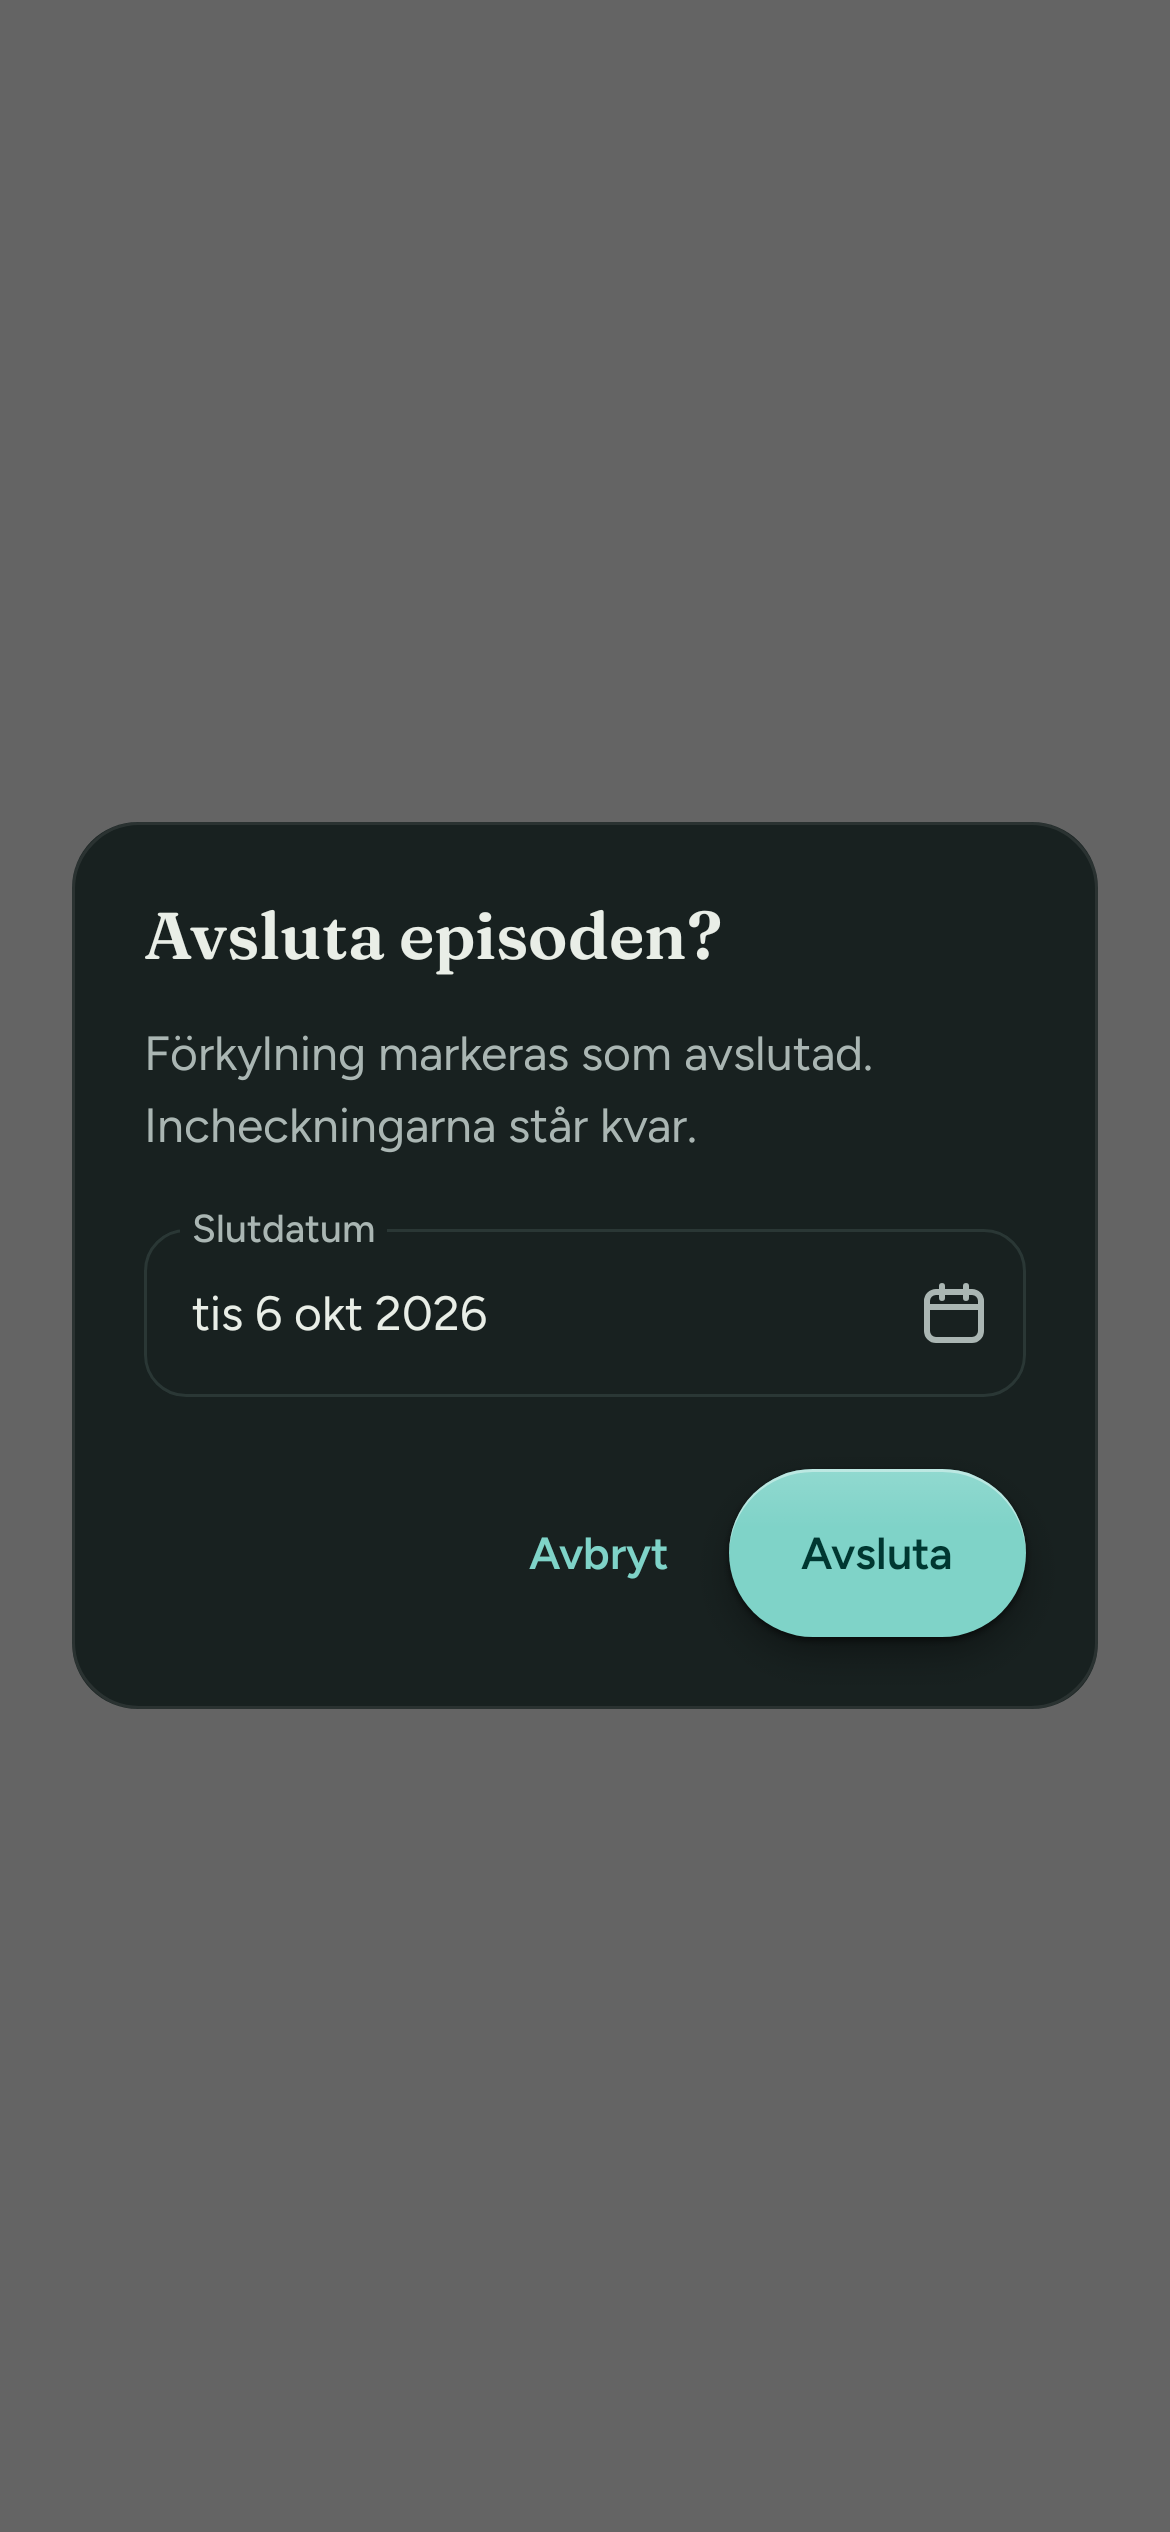 Avsluta episoden?
Förkylning markeras som avslutad.
Incheckningarna står kvar.
Slutdatum
tis 6 okt 2026
Avbryt
Avsluta